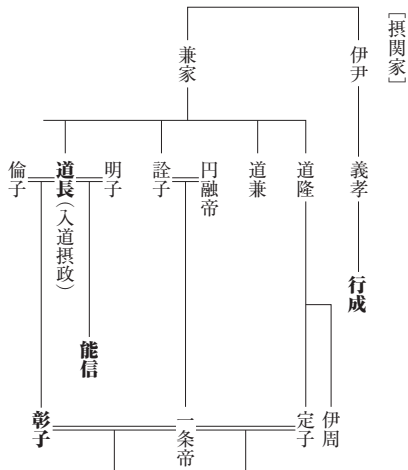 ［摂関家］
伊尹
兼家
義孝
道隆
道兼
円融帝
詮子
明子
道長（入道摂政）
倫子
行成
能信
伊周
定子
一条帝
彰子